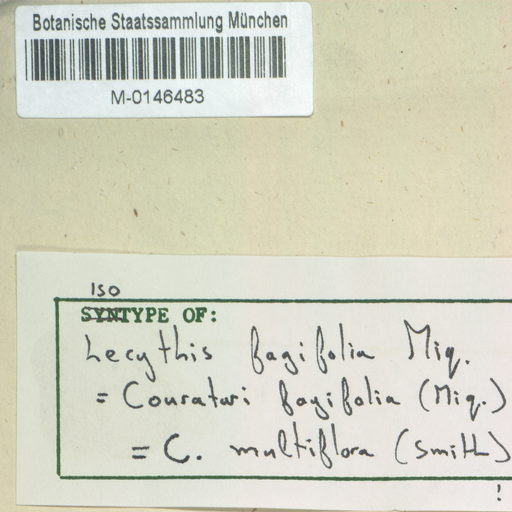 Botanische Staatssammlung München
M-0146483
Iso
SYNTYPE OF:
Lecythis fagifolia Miq.
= Couratari fagifolia (Miq.)
= C. multiflora (Smith)
!